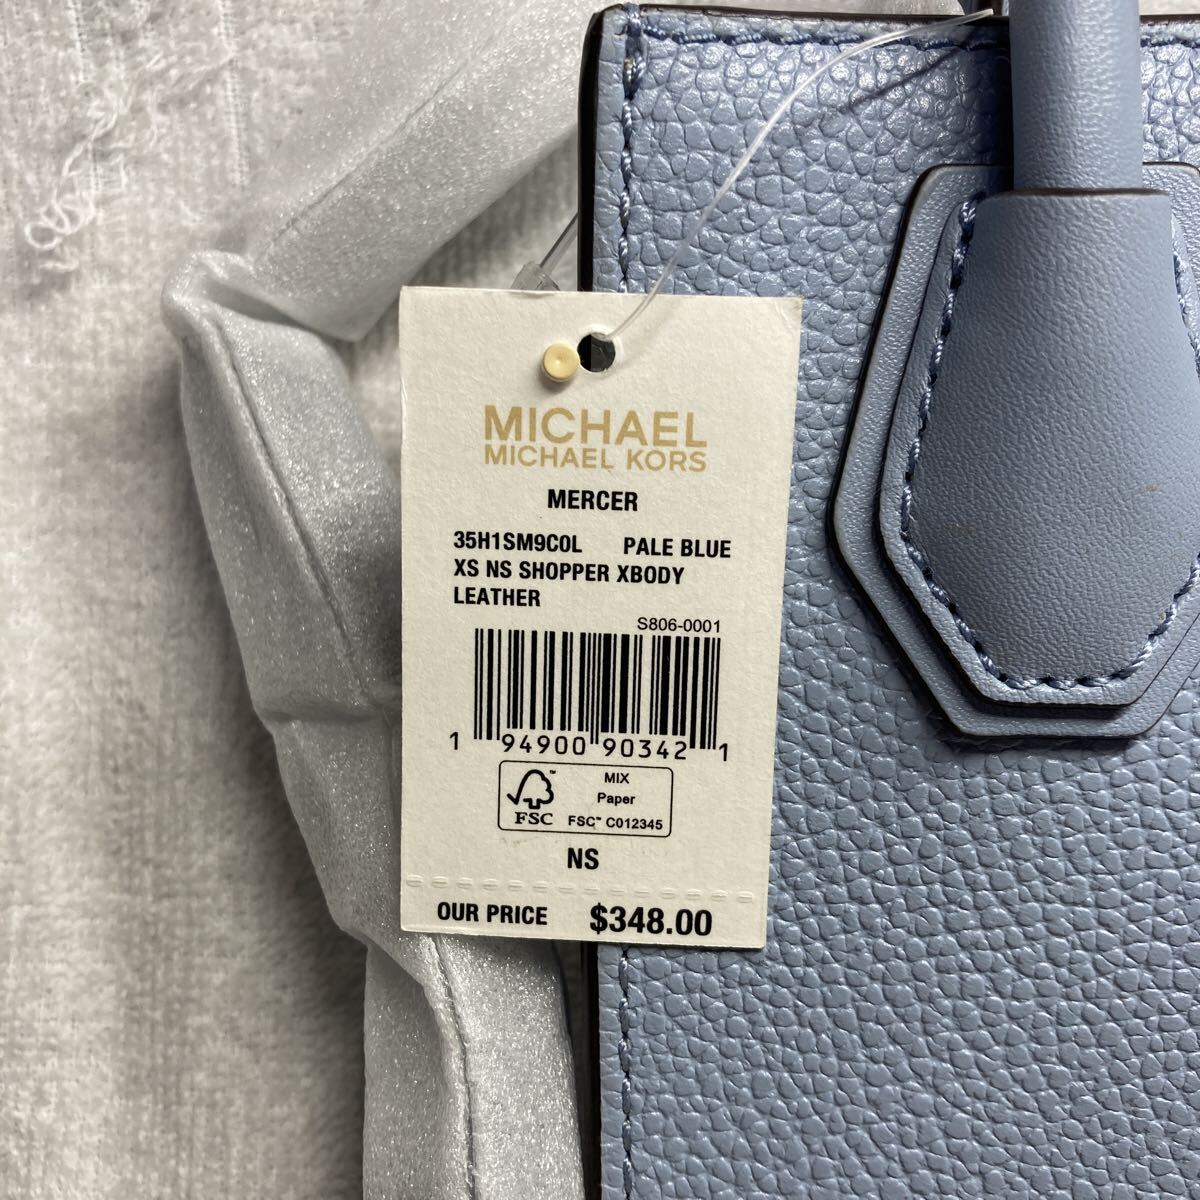 MICHAEL
MICHAEL KORS
MERCER
35H1SM9C0L PALE BLUE
XS NS SHOPPER XBODY
LEATHER
S806-0001
1 94900 90342 1
FSC
MIX
Paper
FSC™ C012345
NS
OUR PRICE $348.00